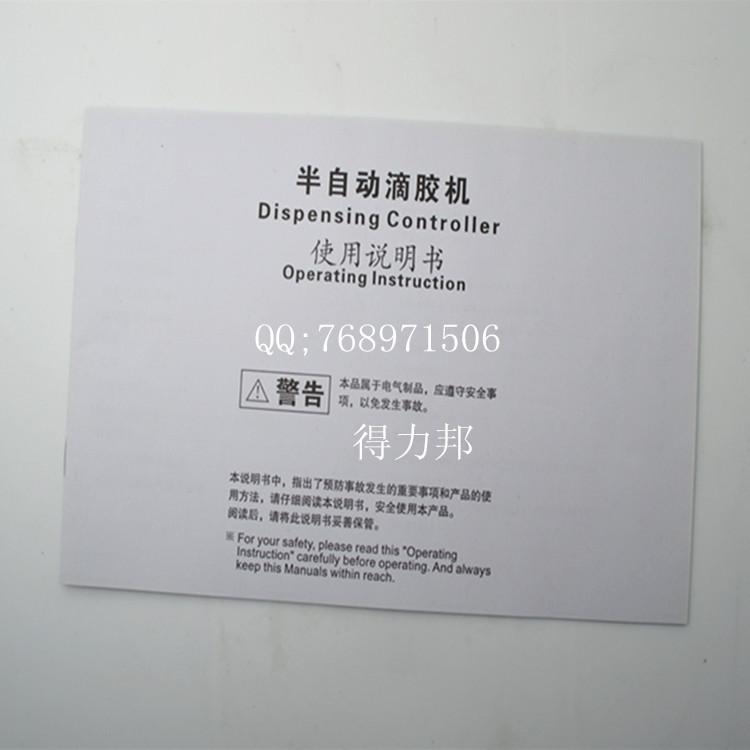 半自动滴胶机
Dispensing Controller
使用说明书
Operating Instruction
QQ;768971506
警告
本品属于电气制品，应遵守安全事
项，以免发生事故。
得力邦
本说明书中，指出了预防事故发生的重要事项和产品的使
用方法，请仔细阅读本说明书，安全使用本产品。
阅读后，请将此说明书妥善保管。
※ For your safety, please read this "Operating
Instruction" carefully before operating. And always
keep this Manuals within reach.